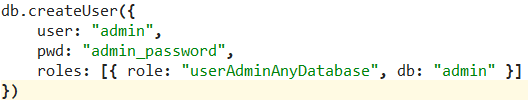 db.createUser({
    user: "admin",
    pwd: "admin_password",
    roles: [{ role: "userAdminAnyDatabase", db: "admin" }]
})